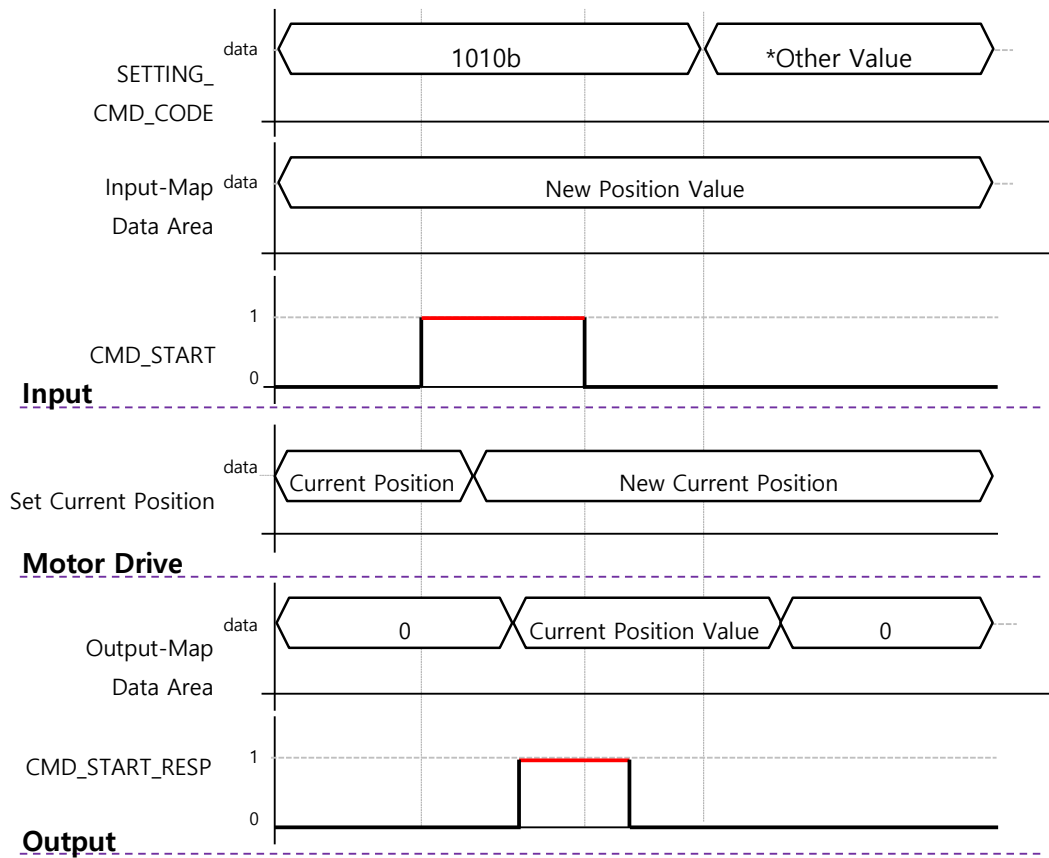 SETTING_
CMD_CODE
data
1010b
*Other Value
Input-Map
Data Area
data
New Position Value
CMD_START
1
0
Input
Set Current Position
data
Current Position
New Current Position
Motor Drive
Output-Map
Data Area
data
0
Current Position Value
0
CMD_START_RESP
1
0
Output